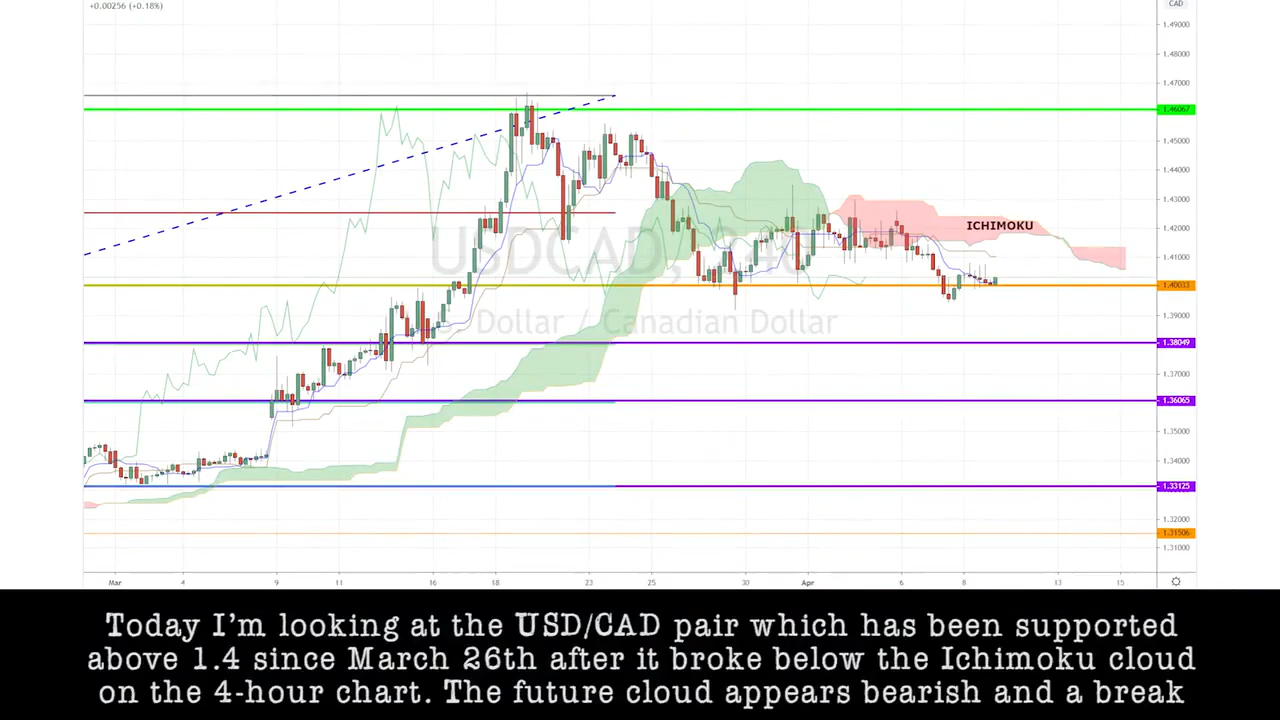 +0.00256 (+0.18%)
CAD
1.49000
1.48000
1.47000
1.46067
1.45000
1.44000
1.43000
1.42000
ICHIMOKU
1.41000
USDCAD, 240
1.40033
1.39000
Dollar / Canadian Dollar
1.38049
1.37000
1.36065
1.35000
1.34000
1.33125
1.32000
1.31506
1.31000
Mar 4 9 11 16 18 23 25 30 Apr 6 8 13 15
Today I'm looking at the USD/CAD pair which has been supported
above 1.4 since March 26th after it broke below the Ichimoku cloud
on the 4-hour chart. The future cloud appears bearish and a break